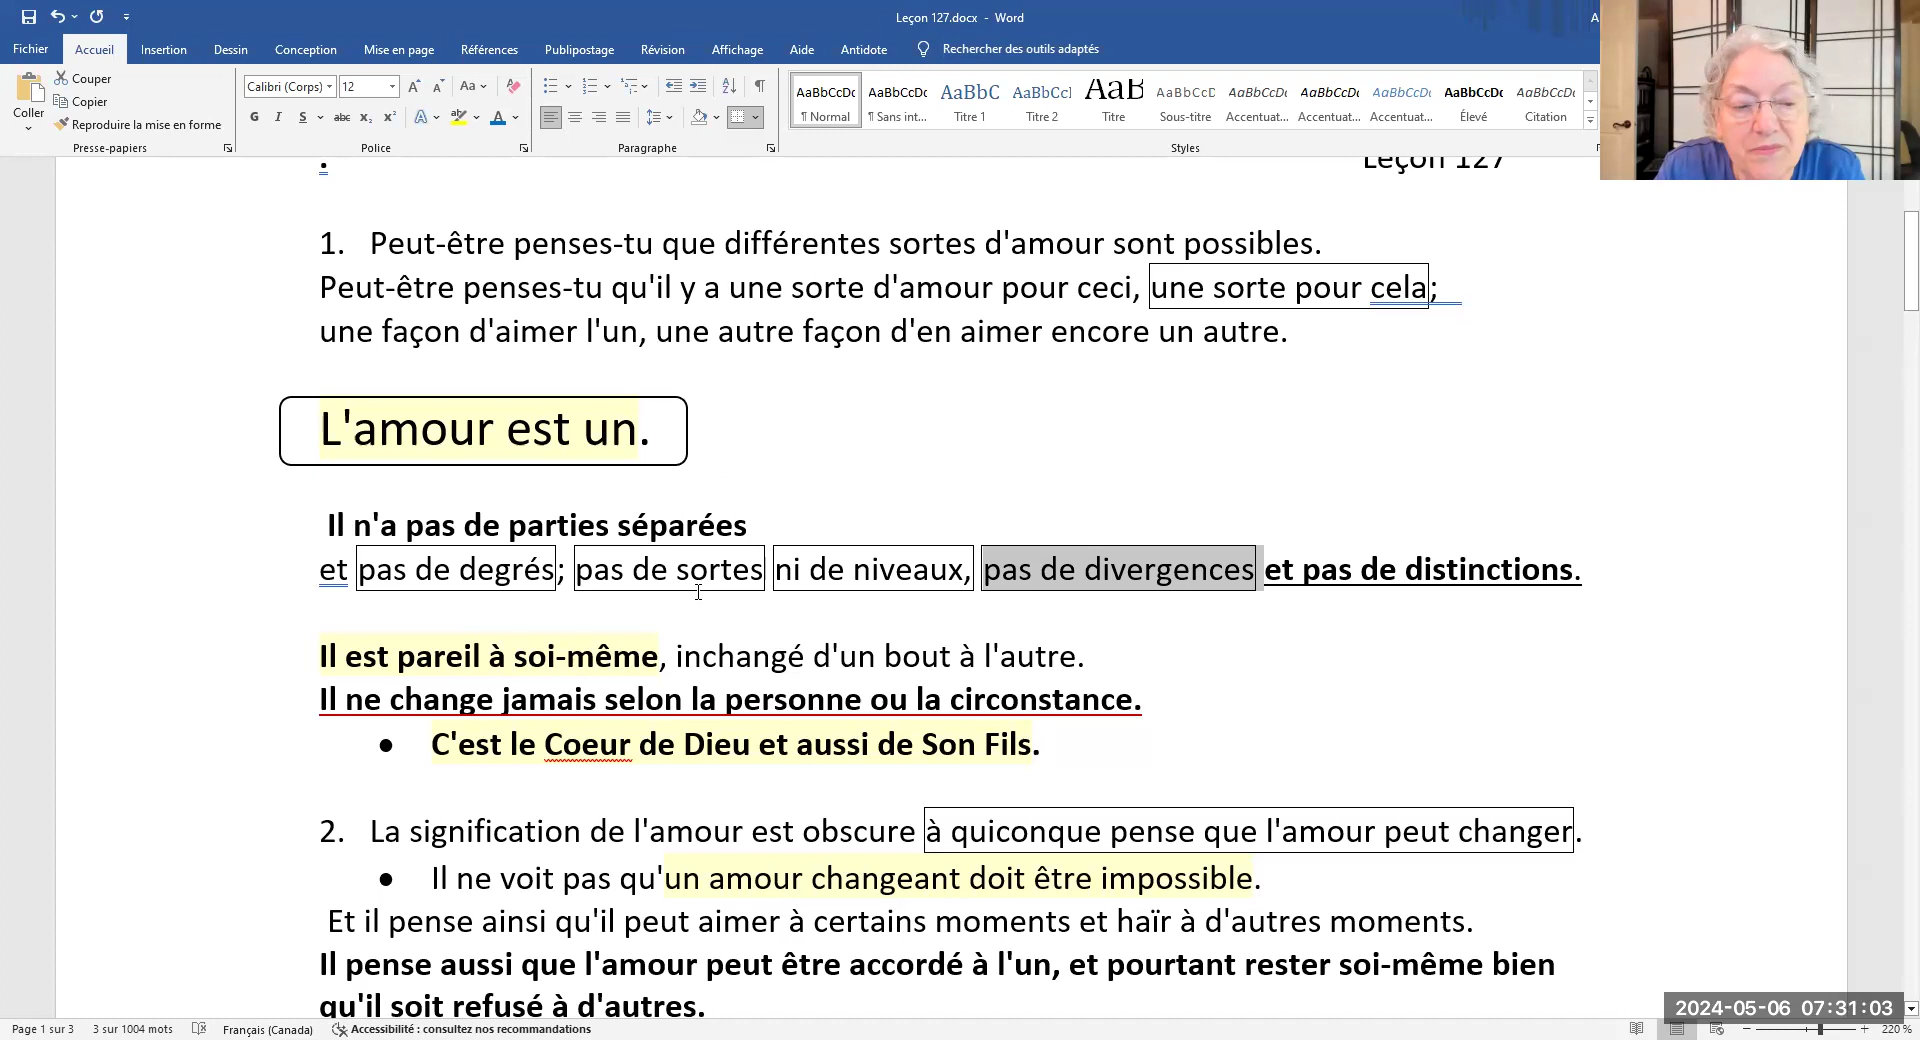 Leçon 127.docx - Word
A
Fichier Accueil Insertion Dessin Conception Mise en page Références Publipostage Révision Affichage Aide Antidote Rechercher des outils adaptés
Coller
Couper
Copier
Reproduire la mise en forme
Presse-papiers
Calibri (Corps) 12
G I S abc x₂ x²
Police
Paragraphe
AaBbCcDc AaBbCcDc AaBbC AaBbCcI AaB AaBbCcD AaBbCcDc AaBbCcDc AaBbCcDc AaBbCcDc AaBbCcDc
¶ Normal ¶ Sans int... Titre 1 Titre 2 Titre Sous-titre Accentuat... Accentuat... Accentuat... Élevé Citation
Styles
: Leçon 127
1. Peut-être penses-tu que différentes sortes d'amour sont possibles.
Peut-être penses-tu qu'il y a une sorte d'amour pour ceci, une sorte pour cela;
une façon d'aimer l'un, une autre façon d'en aimer encore un autre.
L'amour est un.
Il n'a pas de parties séparées
et pas de degrés; pas de sortes ni de niveaux, pas de divergences et pas de distinctions.
Il est pareil à soi-même, inchangé d'un bout à l'autre.
Il ne change jamais selon la personne ou la circonstance.
• C'est le Coeur de Dieu et aussi de Son Fils.
2. La signification de l'amour est obscure à quiconque pense que l'amour peut changer.
• Il ne voit pas qu'un amour changeant doit être impossible.
Et il pense ainsi qu'il peut aimer à certains moments et haïr à d'autres moments.
Il pense aussi que l'amour peut être accordé à l'un, et pourtant rester soi-même bien
qu'il soit refusé à d'autres.
2024-05-06 07:31:03
Page 1 sur 3 3 sur 1004 mots Français (Canada) Accessibilité : consultez nos recommandations 220 %